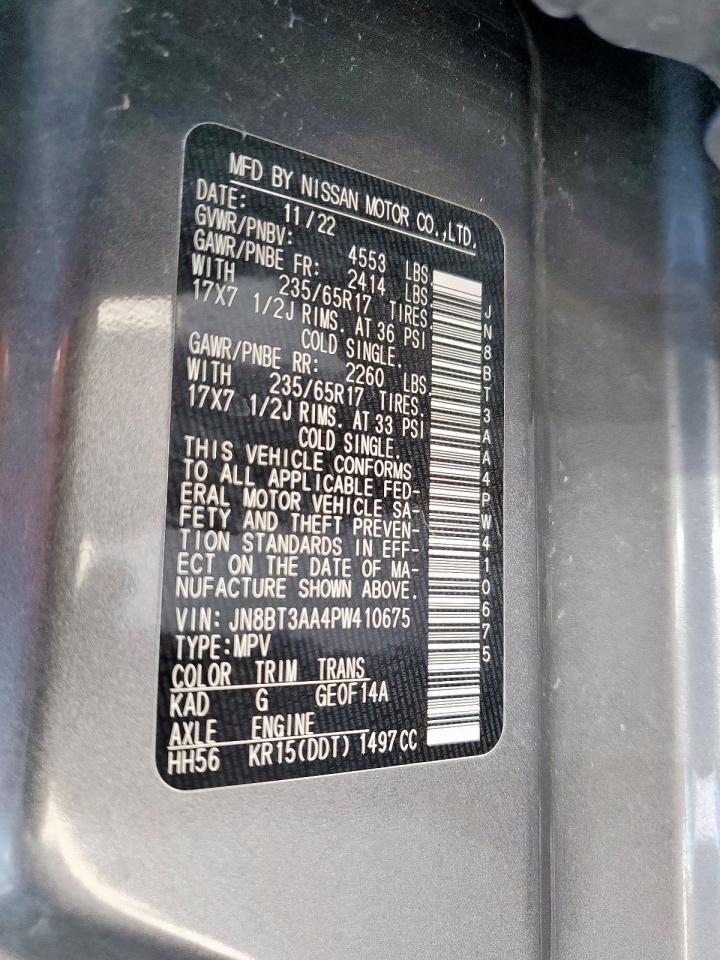 MFD BY NISSAN MOTOR CO.,LTD.
DATE: 11/22
GVWR/PNBV: 4553 LBS
GAWR/PNBE FR: 2414 LBS
WITH 235/65R17 TIRES,
17X7 1/2J RIMS. AT 36 PSI
COLD SINGLE.
GAWR/PNBE RR: 2260 LBS
WITH 235/65R17 TIRES.
17X7 1/2J RIMS. AT 33 PSI
COLD SINGLE.
THIS VEHICLE CONFORMS
TO ALL APPLICABLE FED-
ERAL MOTOR VEHICLE SA-
FETY AND THEFT PREVEN-
TION STANDARDS IN EFF-
ECT ON THE DATE OF MA-
NUFACTURE SHOWN ABOVE.
VIN: JN8BT3AA4PW410675
TYPE:MPV
COLOR TRIM TRANS
KAD G GE0F14A
AXLE ENGINE
HH56 KR15(DDT) 1497CC
JN8BT3AA4PW410675